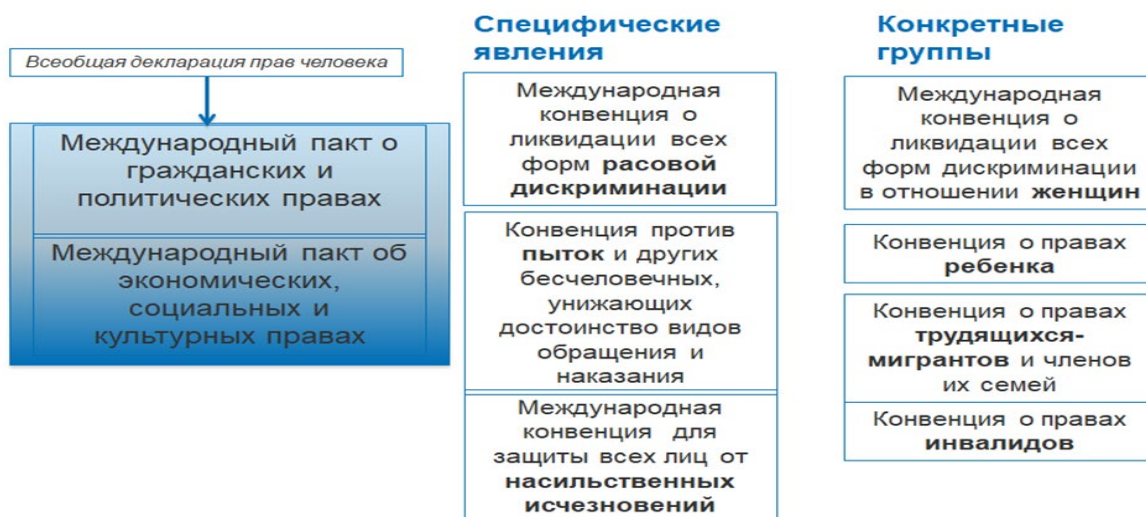 Всеобщая декларация прав человека
Международный пакт о
гражданских и
политических правах
Международный пакт об
экономических,
социальных и
культурных правах
Специфические
явления
Международная
конвенция о
ликвидации всех
форм расовой
дискриминации
Конвенция против
пыток и других
бесчеловечных,
унижающих
достоинство видов
обращения и
наказания
Международная
конвенция для
защиты всех лиц от
насильственных
исчезновений
Конкретные
группы
Международная
конвенция о
ликвидации всех
форм дискриминации
в отношении женщин
Конвенция о правах
ребенка
Конвенция о правах
трудящихся-
мигрантов и членов
их семей
Конвенция о правах
инвалидов